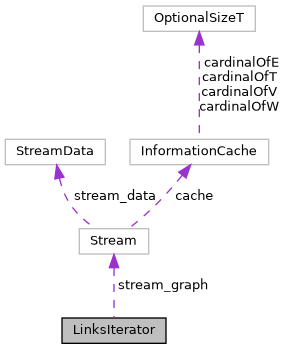 OptionalSizeT
cardinalOfE
cardinalOfT
cardinalOfV
cardinalOfW
StreamData
InformationCache
stream_data
cache
Stream
stream_graph
LinksIterator